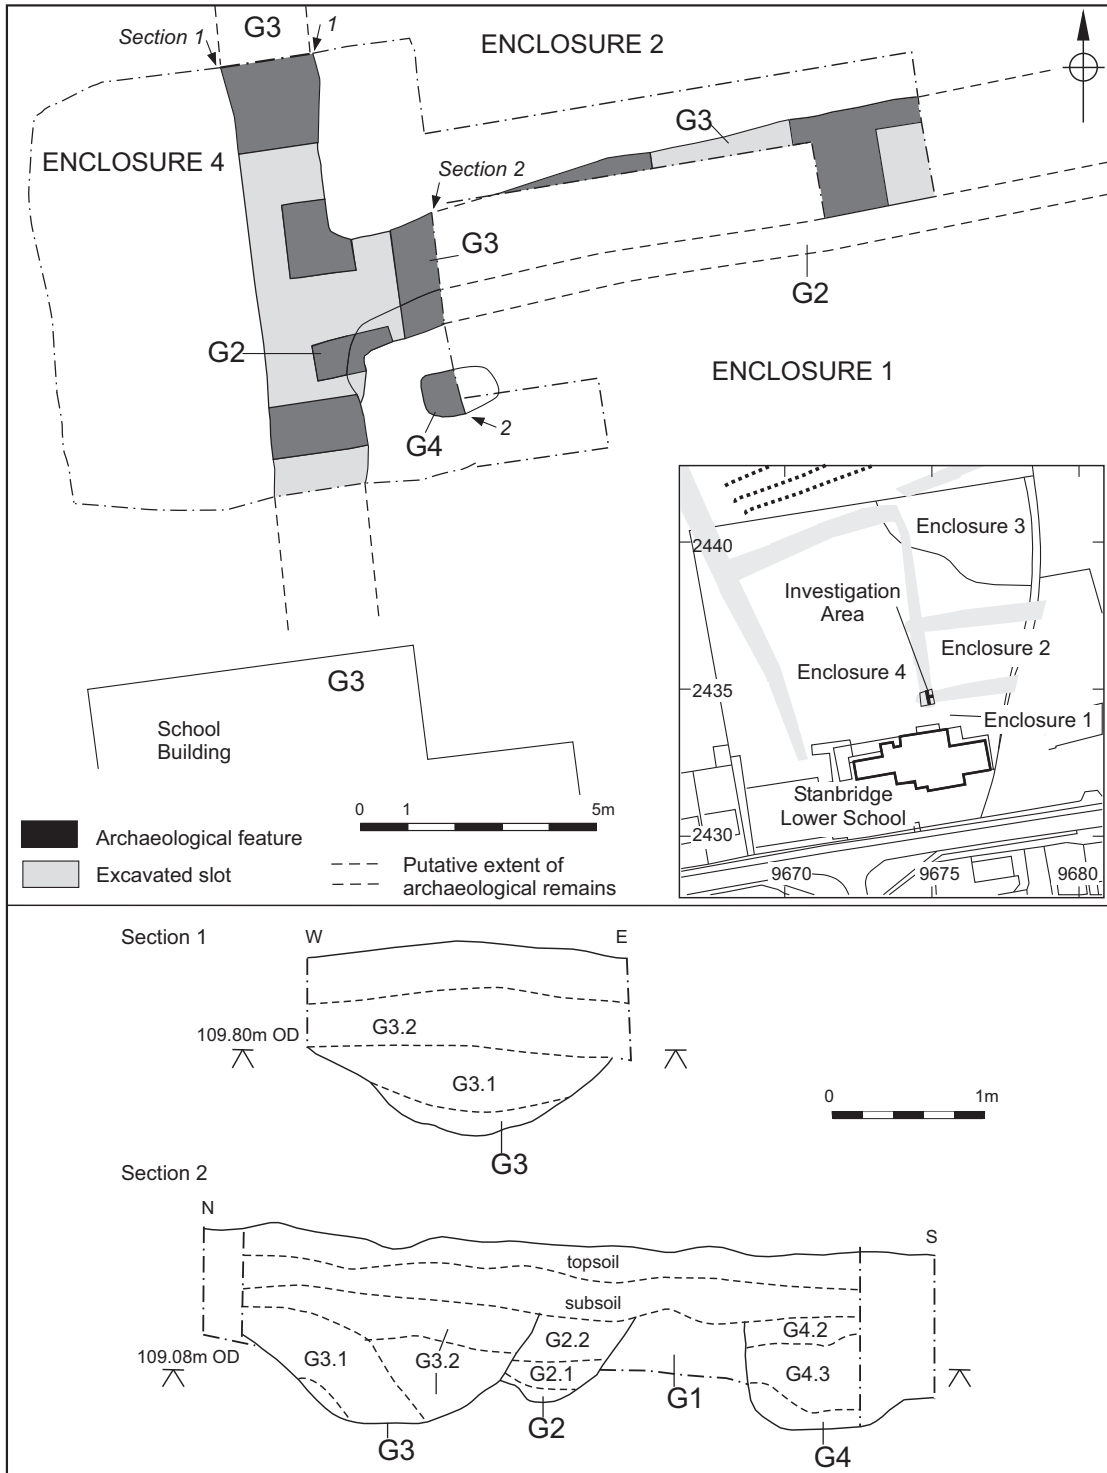 Section 1
G3
1
ENCLOSURE 2
ENCLOSURE 4
G3
Section 2
G3
G2
G2
ENCLOSURE 1
G4
2
G3
School
Building
0 1 5m
Archaeological feature
Excavated slot
Putative extent of
archaeological remains
2440
Enclosure 3
Investigation
Area
Enclosure 2
Enclosure 4
2435
Enclosure 1
Stanbridge
Lower School
2430
9670
9675
9680
Section 1
W
E
G3.2
109.80m OD
G3.1
0 1m
G3
Section 2
N
S
topsoil
subsoil
G2.2
G4.2
109.08m OD
G3.1
G3.2
G2.1
G4.3
G1
G2
G3
G4